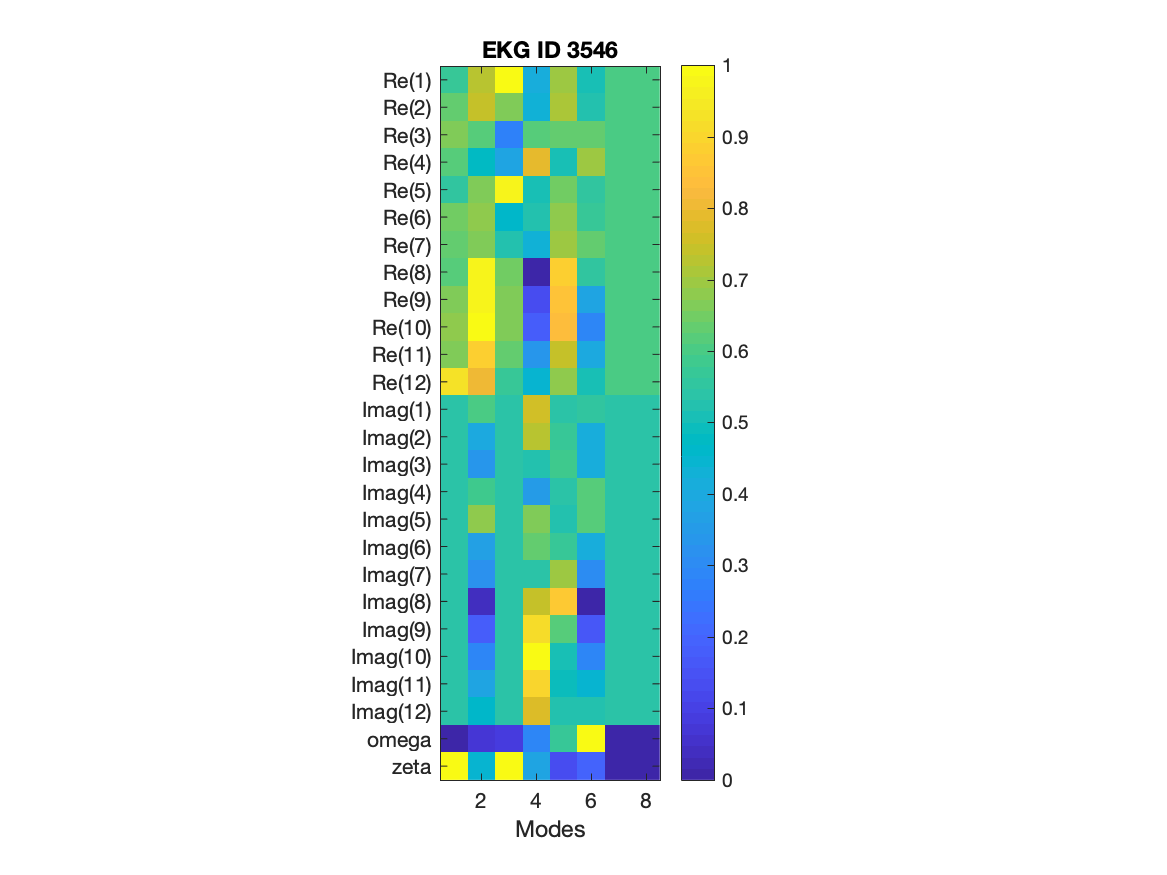 EKG ID 3546
Re(1)
Re(2)
Re(3)
Re(4)
Re(5)
Re(6)
Re(7)
Re(8)
Re(9)
Re(10)
Re(11)
Re(12)
Imag(1)
Imag(2)
Imag(3)
Imag(4)
Imag(5)
Imag(6)
Imag(7)
Imag(8)
Imag(9)
Imag(10)
Imag(11)
Imag(12)
omega
zeta
2 4 6 8
Modes
1
0.9
0.8
0.7
0.6
0.5
0.4
0.3
0.2
0.1
0